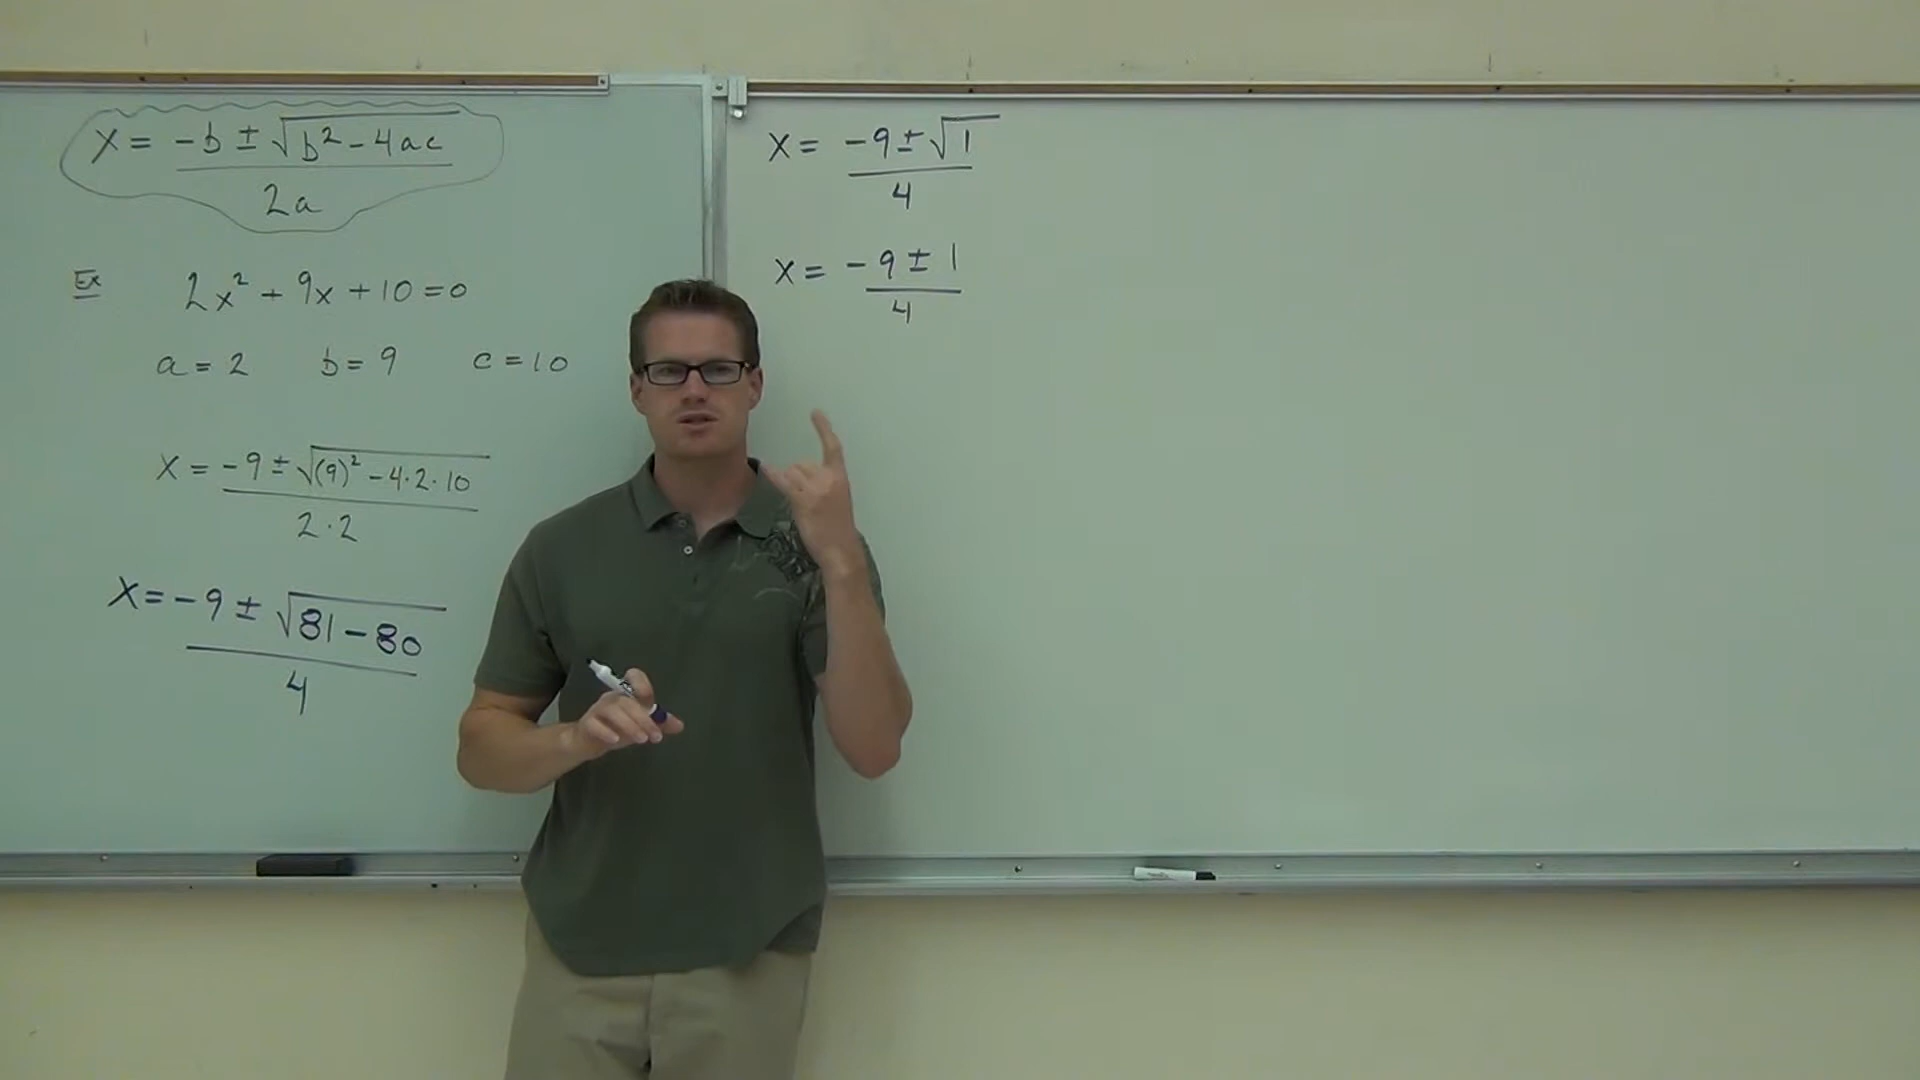 x = -b ± √b² - 4ac / 2a
Ex 2x² + 9x + 10 = 0
a = 2 b = 9 c = 10
x = -9 ± √(9)² - 4·2·10 / 2·2
x = -9 ± √81 - 80 / 4
x = -9 ± √1 / 4
x = -9 ± 1 / 4